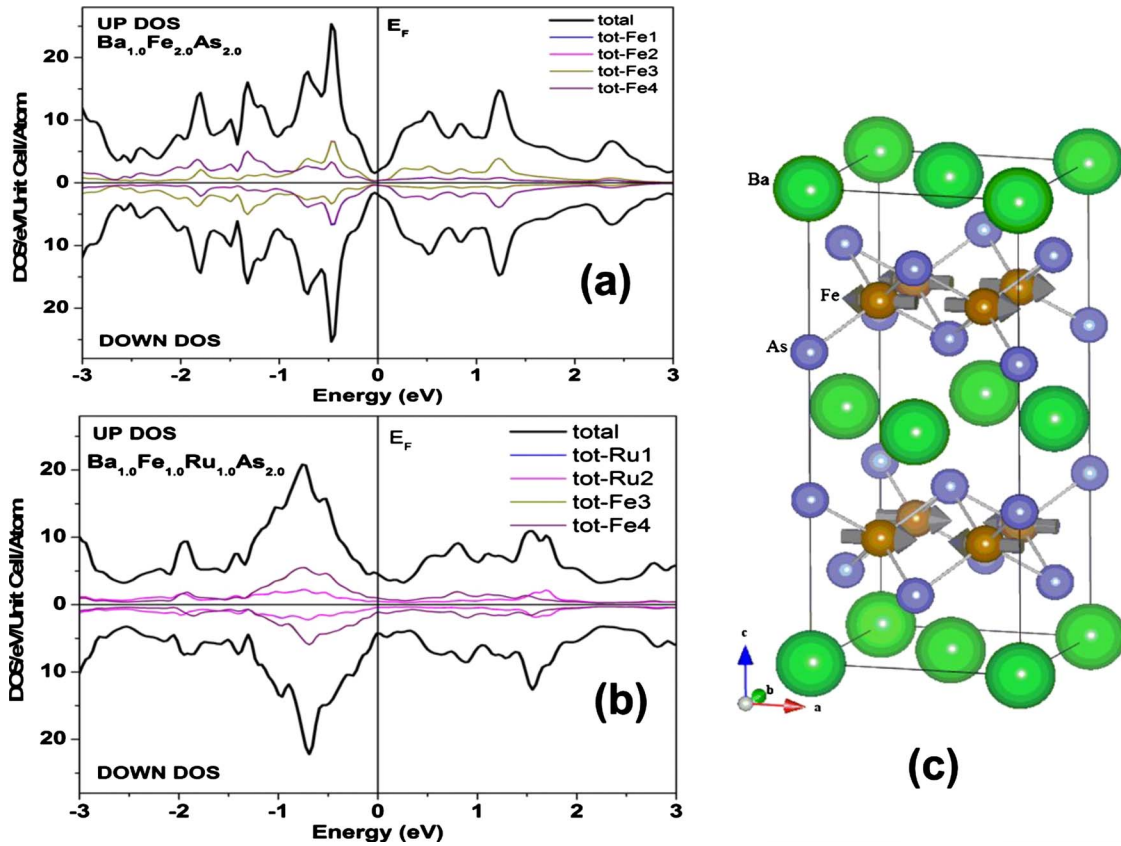 UP DOS
Ba1.0Fe2.0As2.0
EF
total
tot-Fe1
tot-Fe2
tot-Fe3
tot-Fe4
20
10
0
10
20
DOS/eV/Unit Cell/Atom
(a)
DOWN DOS
-3 -2 -1 0 1 2 3
Energy (eV)
UP DOS
Ba1.0Fe1.0Ru1.0As2.0
EF
total
tot-Ru1
tot-Ru2
tot-Fe3
tot-Fe4
20
10
0
10
20
DOS/eV/Unit Cell/Atom
(b)
DOWN DOS
-3 -2 -1 0 1 2 3
Energy (eV)
Ba
Fe
As
c
b
a
(c)